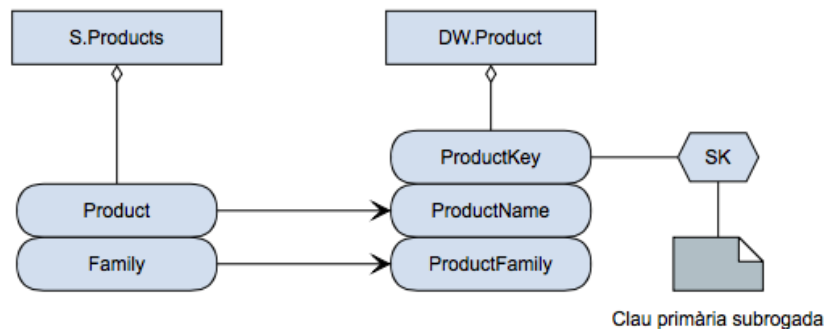 S.Products
DW.Product
ProductKey
SK
Product
ProductName
Family
ProductFamily
Clau primària subrogada